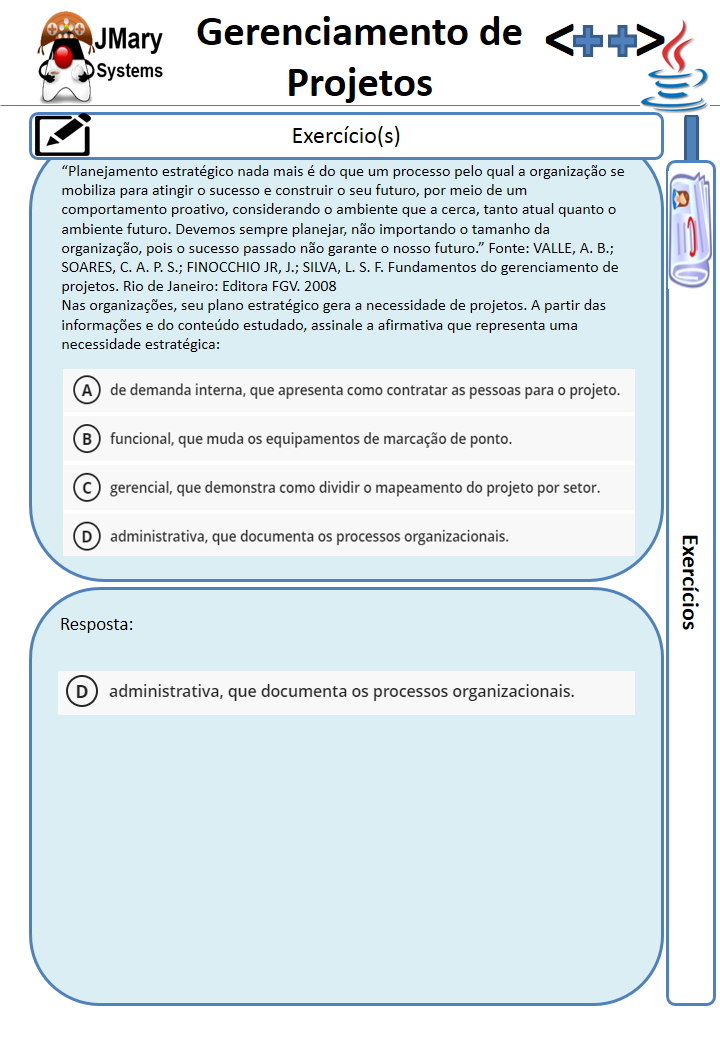 JMary
Systems
Gerenciamento de
Projetos
<++>
Exercício(s)
“Planejamento estratégico nada mais é do que um processo pelo qual a organização se
mobiliza para atingir o sucesso e construir o seu futuro, por meio de um
comportamento proativo, considerando o ambiente que a cerca, tanto atual quanto o
ambiente futuro. Devemos sempre planejar, não importando o tamanho da
organização, pois o sucesso passado não garante o nosso futuro.” Fonte: VALLE, A. B.;
SOARES, C. A. P. S.; FINOCCHIO JR, J.; SILVA, L. S. F. Fundamentos do gerenciamento de
projetos. Rio de Janeiro: Editora FGV. 2008
Nas organizações, seu plano estratégico gera a necessidade de projetos. A partir das
informações e do conteúdo estudado, assinale a afirmativa que representa uma
necessidade estratégica:
A de demanda interna, que apresenta como contratar as pessoas para o projeto.
B funcional, que muda os equipamentos de marcação de ponto.
C gerencial, que demonstra como dividir o mapeamento do projeto por setor.
D administrativa, que documenta os processos organizacionais.
Exercícios
Resposta:
D administrativa, que documenta os processos organizacionais.